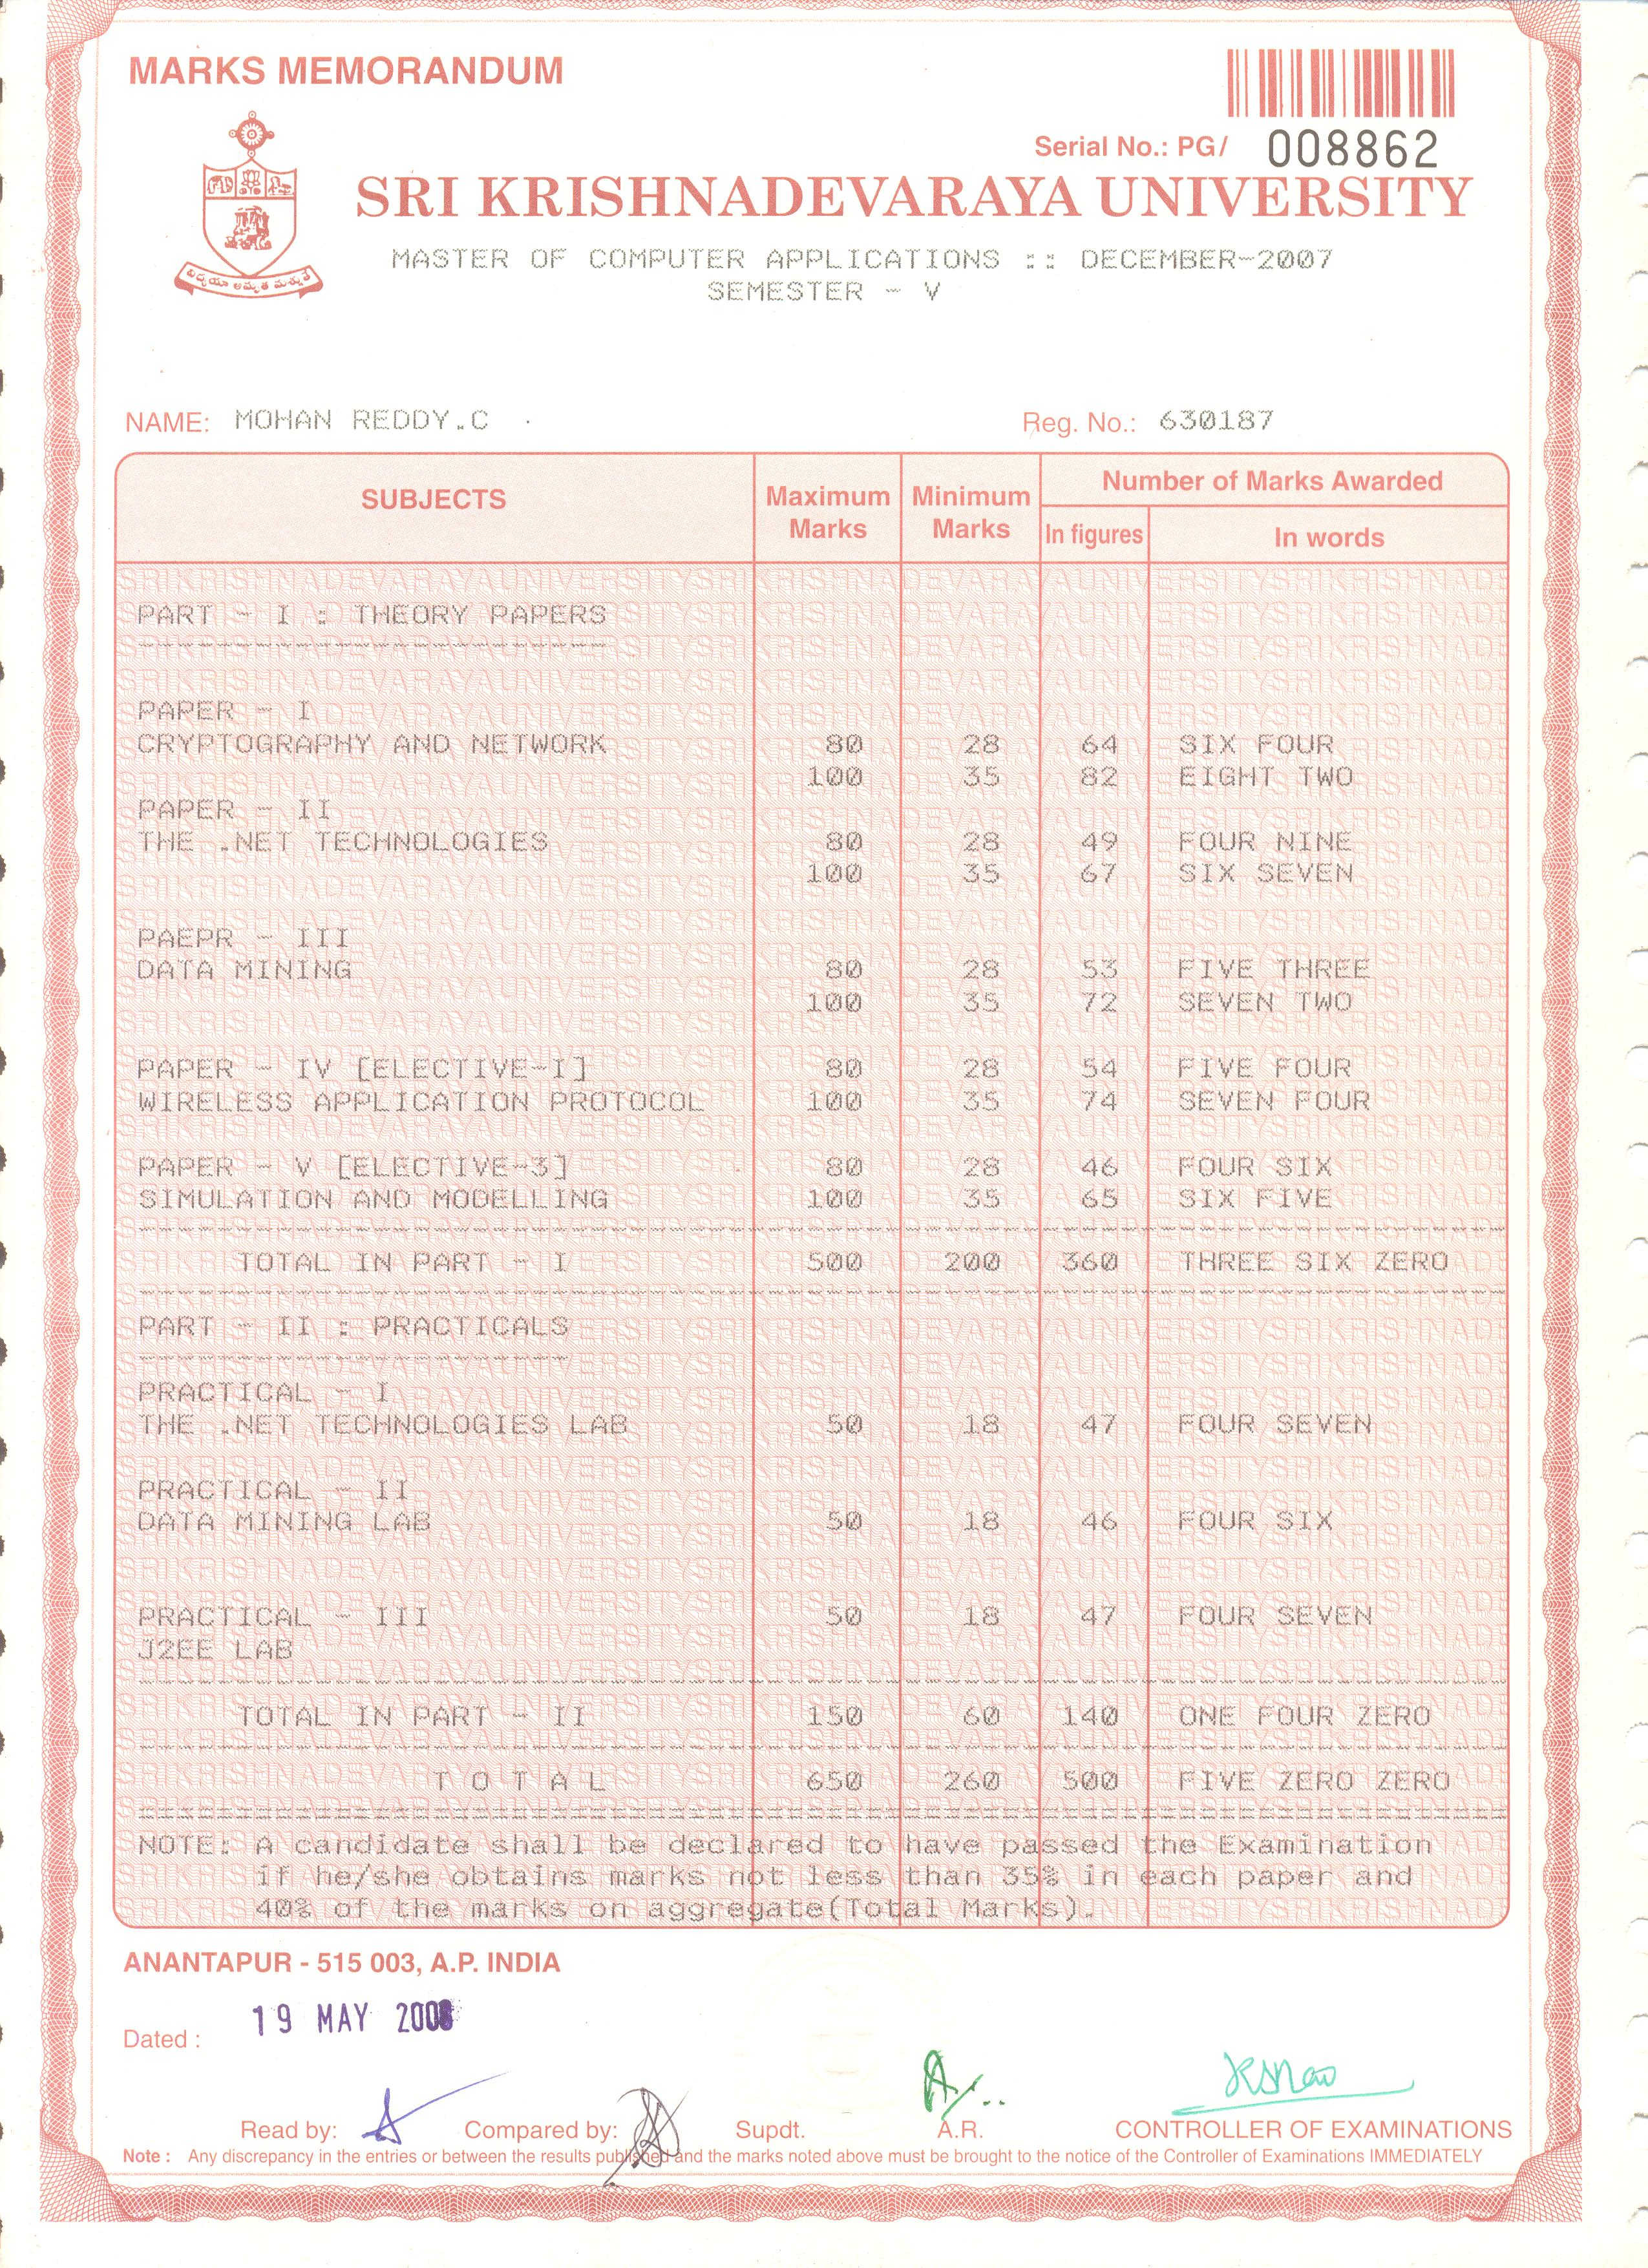 MARKS MEMORANDUM
Serial No.: PG/ 008862
SRI KRISHNADEVARAYA UNIVERSITY
MASTER OF COMPUTER APPLICATIONS :: DECEMBER-2007
SEMESTER - V
NAME: MOHAN REDDY.C Reg. No.: 630187
SUBJECTS Maximum Marks Minimum Marks Number of Marks Awarded
In figures In words
PART - I : THEORY PAPERS
PAPER - I
CRYPTOGRAPHY AND NETWORK 80 28 64 SIX FOUR
100 35 82 EIGHT TWO
PAPER - II
THE .NET TECHNOLOGIES 80 28 49 FOUR NINE
100 35 67 SIX SEVEN
PAEPR - III
DATA MINING 80 28 53 FIVE THREE
100 35 72 SEVEN TWO
PAPER - IV [ELECTIVE-I] 80 28 54 FIVE FOUR
WIRELESS APPLICATION PROTOCOL 100 35 74 SEVEN FOUR
PAPER - V [ELECTIVE-3] 80 28 46 FOUR SIX
SIMULATION AND MODELLING 100 35 65 SIX FIVE
TOTAL IN PART - I 500 200 360 THREE SIX ZERO
PART - II : PRACTICALS
PRACTICAL - I
THE .NET TECHNOLOGIES LAB 50 18 47 FOUR SEVEN
PRACTICAL - II
DATA MINING LAB 50 18 46 FOUR SIX
PRACTICAL - III 50 18 47 FOUR SEVEN
J2EE LAB
TOTAL IN PART - II 150 60 140 ONE FOUR ZERO
T O T A L 650 260 500 FIVE ZERO ZERO
NOTE: A candidate shall be declared to have passed the Examination
if he/she obtains marks not less than 35% in each paper and
40% of the marks on aggregate(Total Marks).
ANANTAPUR - 515 003, A.P. INDIA
Dated : 19 MAY 2008
Read by: Compared by: Supdt. A.R. CONTROLLER OF EXAMINATIONS
Note : Any discrepancy in the entries or between the results published and the marks noted above must be brought to the notice of the Controller of Examinations IMMEDIATELY